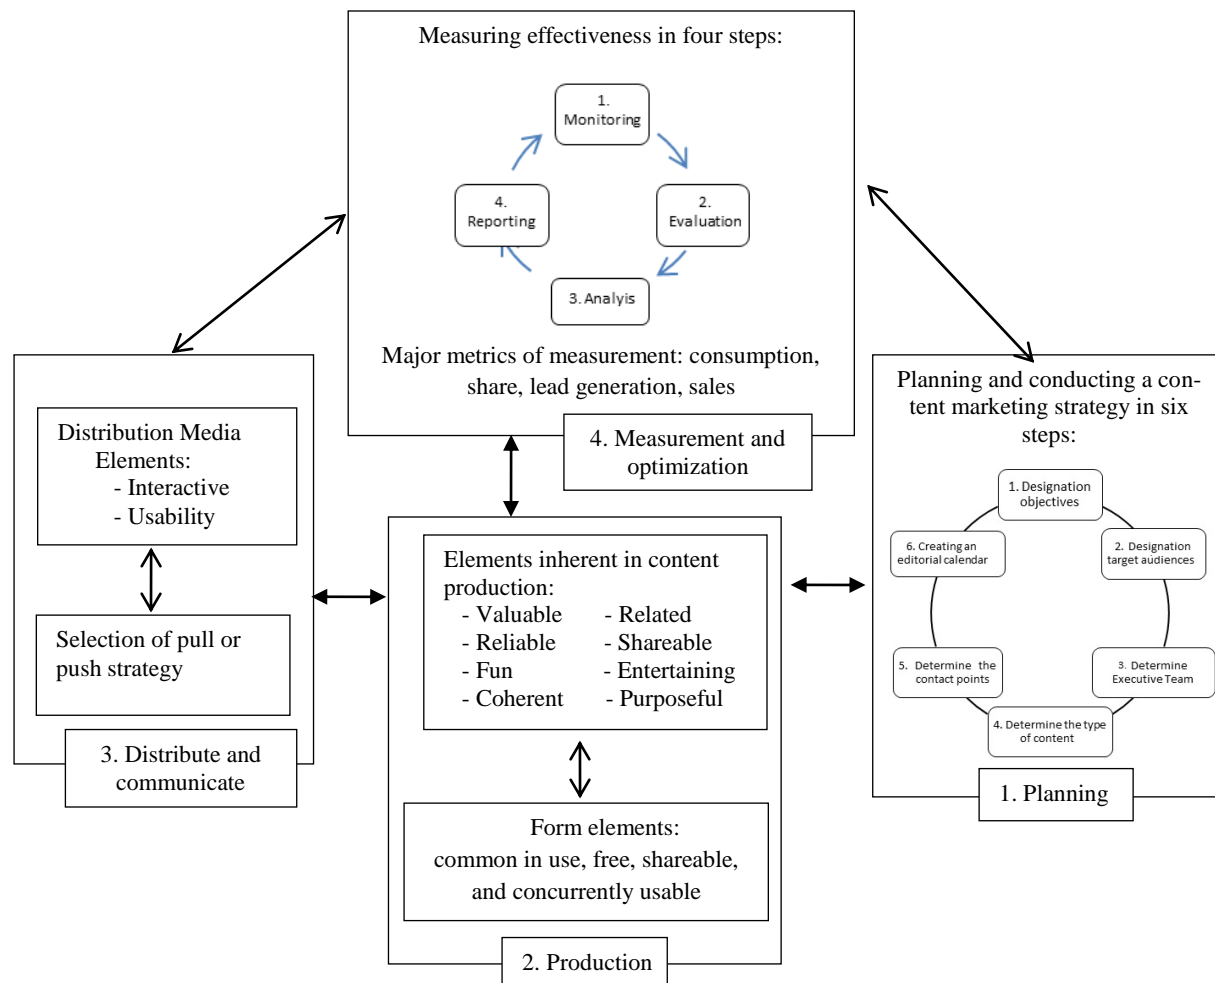 Measuring effectiveness in four steps:
1.
Monitoring
2.
Evaluation
3. Analyis
4.
Reporting
Major metrics of measurement: consumption,
share, lead generation, sales
4. Measurement and
optimization
Distribution Media
Elements:
- Interactive
- Usability
Selection of pull or
push strategy
3. Distribute and
communicate
Elements inherent in content
production:
- Valuable - Related
- Reliable - Shareable
- Fun - Entertaining
- Coherent - Purposeful
Form elements:
common in use, free, shareable,
and concurrently usable
2. Production
Planning and conducting a con-
tent marketing strategy in six
steps:
1. Designation
objectives
2. Designation
target audiences
3. Determine
Executive Team
4. Determine the type
of content
5. Determine the
contact points
6. Creating an
editorial calendar
1. Planning